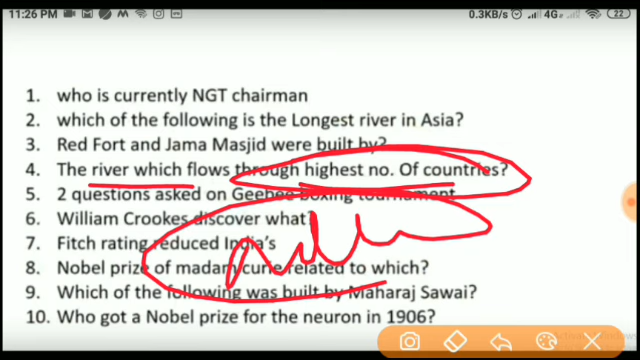 11:26 PM 0.3KB/s 4G 22
1. who is currently NGT chairman
2. which of the following is the Longest river in Asia?
3. Red Fort and Jama Masjid were built by?
4. The river which flows through highest no. Of countries?
5. 2 questions asked on Geebee boxing tournament
6. William Crookes discover what?
7. Fitch rating reduced India's
8. Nobel prize of madam curie related to which?
9. Which of the following was built by Maharaj Sawai?
10. Who got a Nobel prize for the neuron in 1906?